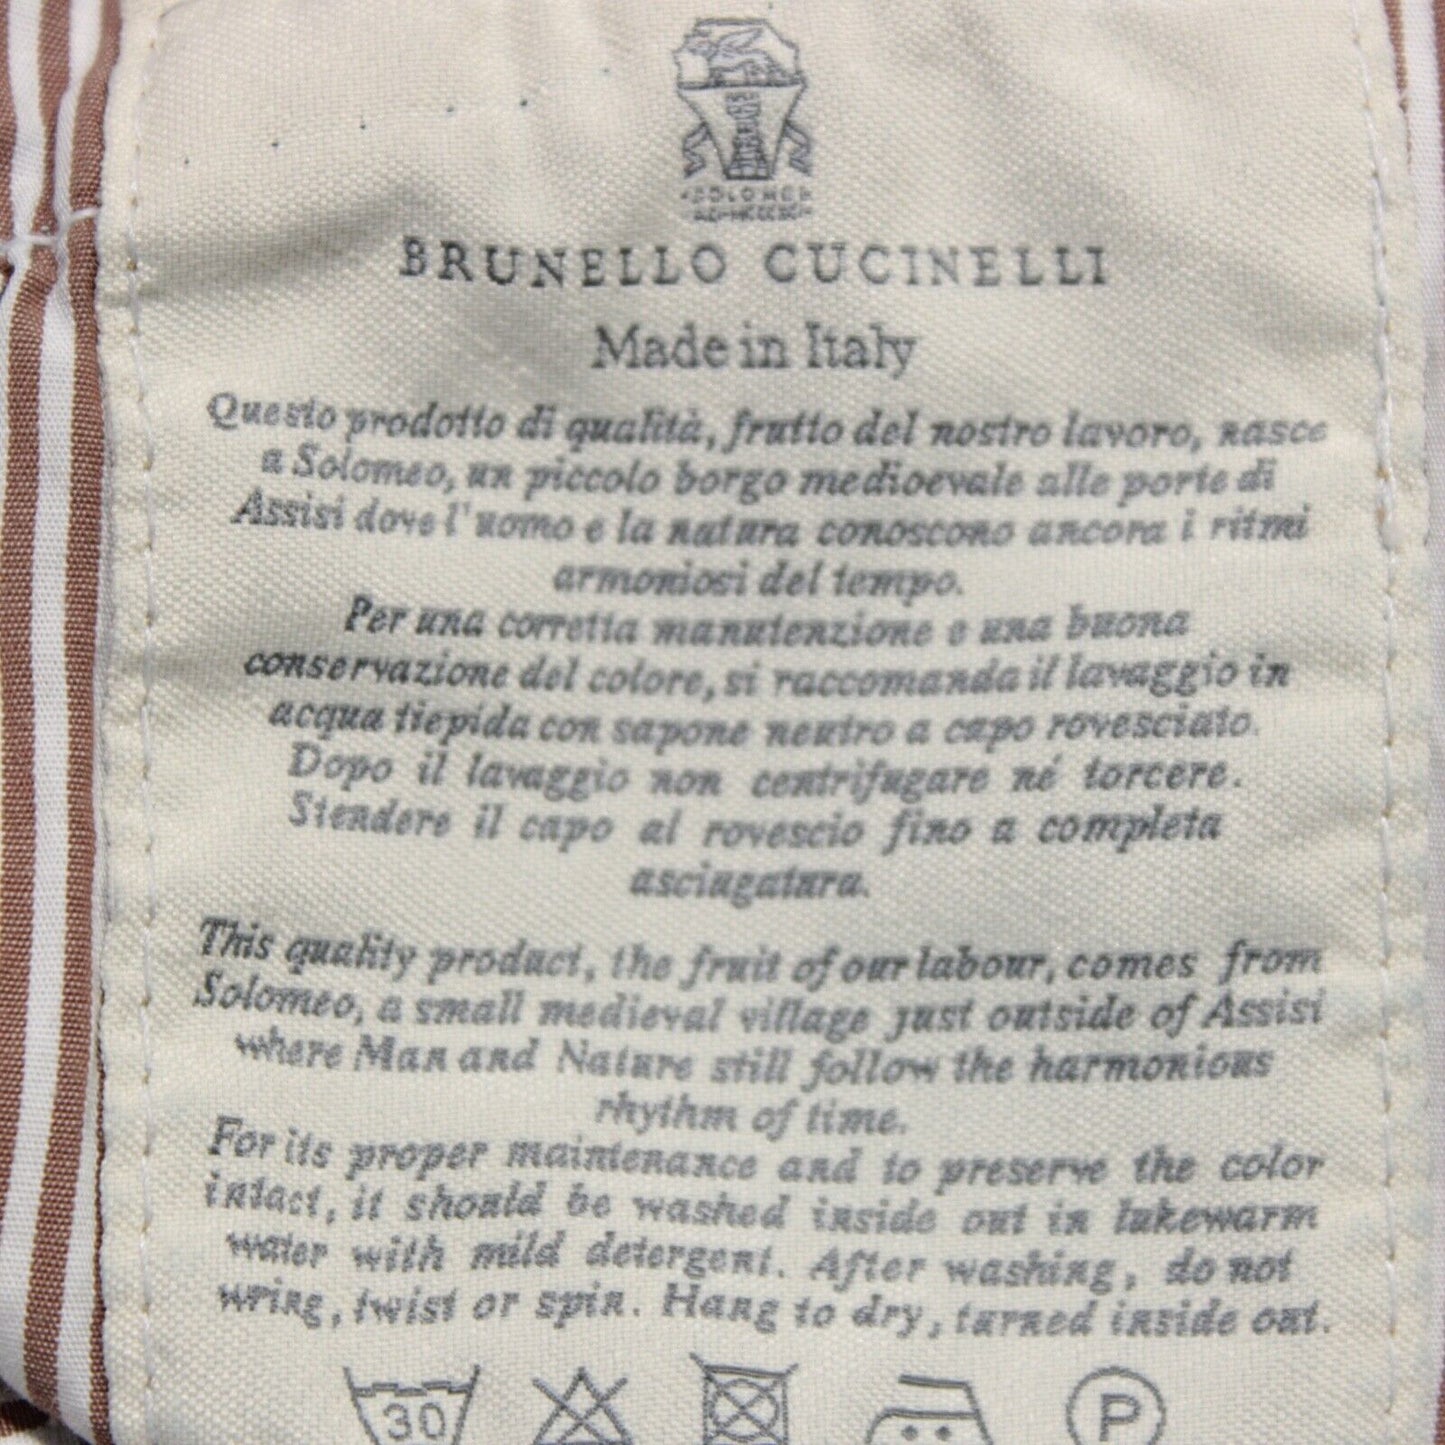 SOLOMEO
BRUNELLO CUCINELLI
Made in Italy
Questo prodotto di qualità, frutto del nostro lavoro, nasce
a Solomeo, un piccolo borgo medioevale alle porte di
Assisi dove l'uomo e la natura conoscono ancora i ritmi
armoniosi del tempo.
Per una corretta manutenzione e una buona
conservazione del colore, si raccomanda il lavaggio in
acqua tiepida con sapone neutro a capo rovesciato.
Dopo il lavaggio non centrifugare né torcere.
Stendere il capo al rovescio fino a completa
asciugatura.
This quality product, the fruit of our labour, comes from
Solomeo, a small medieval village just outside of Assisi
where Man and Nature still follow the harmonious
rhythm of time.
For its proper maintenance and to preserve the color
intact, it should be washed inside out in lukewarm
water with mild detergent. After washing, do not
wring, twist or spin. Hang to dry, turned inside out.
30 P